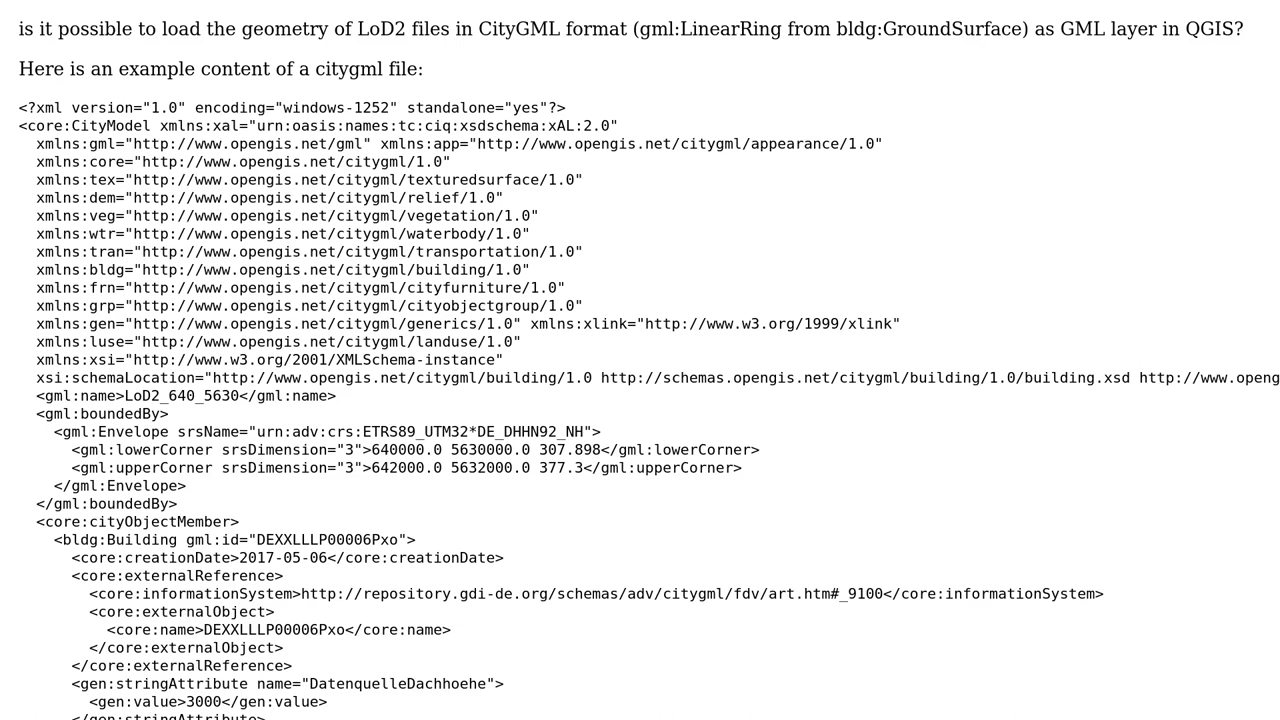 is it possible to load the geometry of LoD2 files in CityGML format (gml:LinearRing from bldg:GroundSurface) as GML layer in QGIS?
Here is an example content of a citygml file:
<?xml version="1.0" encoding="windows-1252" standalone="yes"?>
<core:CityModel xmlns:xal="urn:oasis:names:tc:ciq:xsdschema:xAL:2.0"
  xmlns:gml="http://www.opengis.net/gml" xmlns:app="http://www.opengis.net/citygml/appearance/1.0"
  xmlns:core="http://www.opengis.net/citygml/1.0"
  xmlns:tex="http://www.opengis.net/citygml/texturedsurface/1.0"
  xmlns:dem="http://www.opengis.net/citygml/relief/1.0"
  xmlns:veg="http://www.opengis.net/citygml/vegetation/1.0"
  xmlns:wtr="http://www.opengis.net/citygml/waterbody/1.0"
  xmlns:tran="http://www.opengis.net/citygml/transportation/1.0"
  xmlns:bldg="http://www.opengis.net/citygml/building/1.0"
  xmlns:frn="http://www.opengis.net/citygml/cityfurniture/1.0"
  xmlns:grp="http://www.opengis.net/citygml/cityobjectgroup/1.0"
  xmlns:gen="http://www.opengis.net/citygml/generics/1.0" xmlns:xlink="http://www.w3.org/1999/xlink"
  xmlns:luse="http://www.opengis.net/citygml/landuse/1.0"
  xmlns:xsi="http://www.w3.org/2001/XMLSchema-instance"
  xsi:schemaLocation="http://www.opengis.net/citygml/building/1.0 http://schemas.opengis.net/citygml/building/1.0/building.xsd http://www.openg
  <gml:name>LoD2_640_5630</gml:name>
  <gml:boundedBy>
    <gml:Envelope srsName="urn:adv:crs:ETRS89_UTM32*DE_DHHN92_NH">
      <gml:lowerCorner srsDimension="3">640000.0 5630000.0 307.898</gml:lowerCorner>
      <gml:upperCorner srsDimension="3">642000.0 5632000.0 377.3</gml:upperCorner>
    </gml:Envelope>
  </gml:boundedBy>
  <core:cityObjectMember>
    <bldg:Building gml:id="DEXXLLLP00006Pxo">
      <core:creationDate>2017-05-06</core:creationDate>
      <core:externalReference>
        <core:informationSystem>http://repository.gdi-de.org/schemas/adv/citygml/fdv/art.htm#_9100</core:informationSystem>
        <core:externalObject>
          <core:name>DEXXLLLP00006Pxo</core:name>
        </core:externalObject>
      </core:externalReference>
      <gen:stringAttribute name="DatenquelleDachhoehe">
        <gen:value>3000</gen:value>
      </gen:stringAttribute>